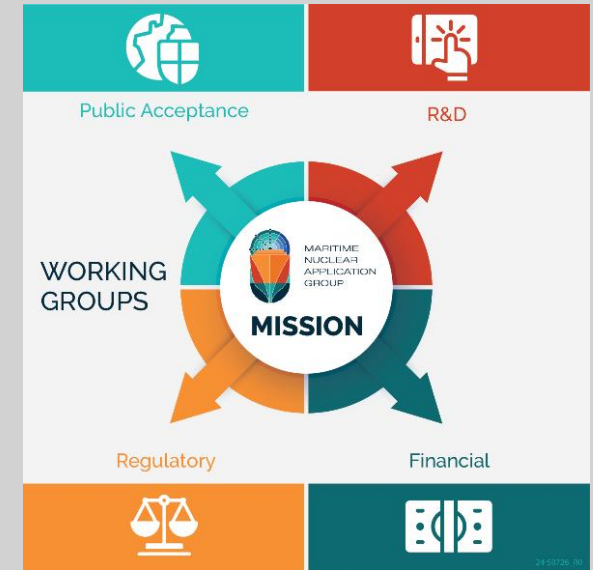 Public Acceptance
R&D
WORKING
GROUPS
MARITIME
NUCLEAR
APPLICATION
GROUP
MISSION
Regulatory
Financial